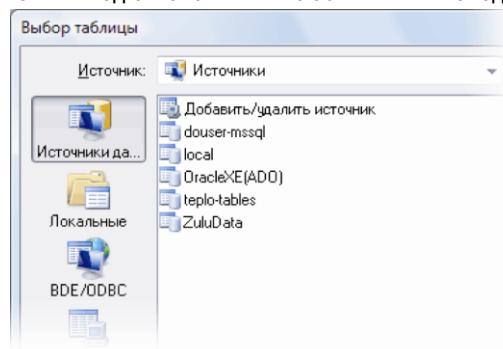 Выбор таблицы
Источник: Источники
Добавить/удалить источник
douser-mssql
local
OracleXE(ADO)
teplo-tables
ZuluData
Источники да...
Локальные
BDE/ODBC